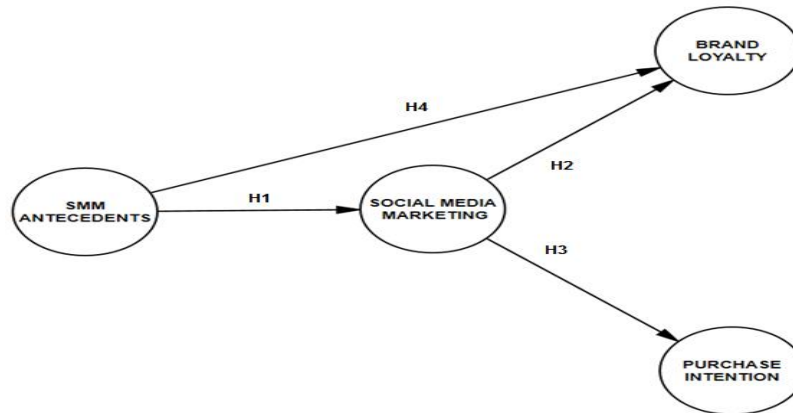 BRAND
LOYALTY
H4
SMM
ANTECEDENTS
H1
SOCIAL MEDIA
MARKETING
H2
H3
PURCHASE
INTENTION